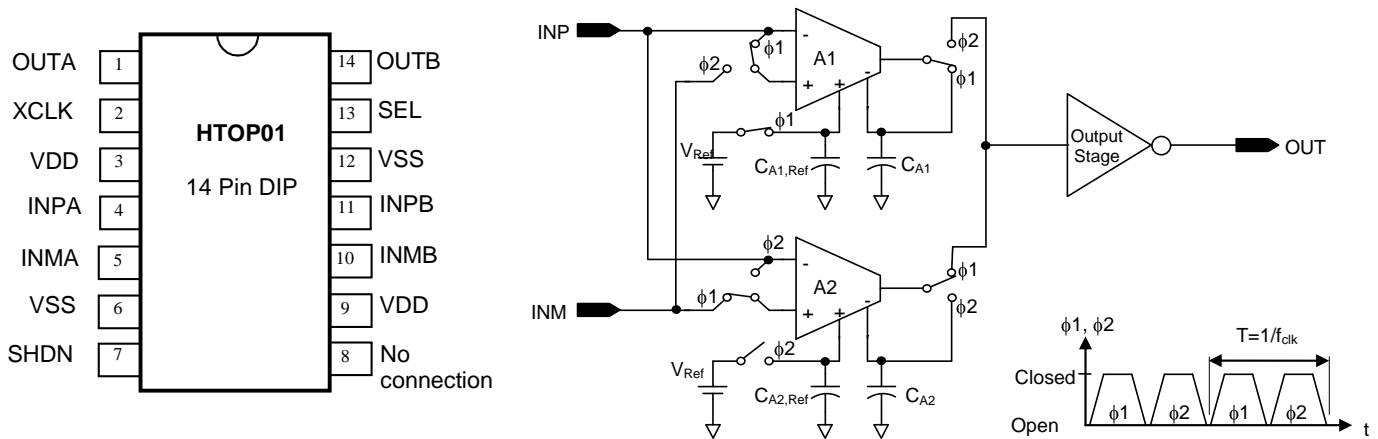 OUTA 1
XCLK 2
VDD 3
INPA 4
INMA 5
VSS 6
SHDN 7
HTOP01
14 Pin DIP
14 OUTB
13 SEL
12 VSS
11 INPB
10 INMB
9 VDD
8 No connection
INP
ϕ1
ϕ2
-
+
A1
+
-
ϕ2
ϕ1
ϕ1
VRef
CA1,Ref
CA1
Output
Stage
OUT
INM
ϕ2
ϕ1
-
+
A2
+
-
ϕ1
ϕ2
ϕ2
VRef
CA2,Ref
CA2
ϕ1, ϕ2
T=1/fclk
Closed
Open
ϕ1 ϕ2 ϕ1 ϕ2
t